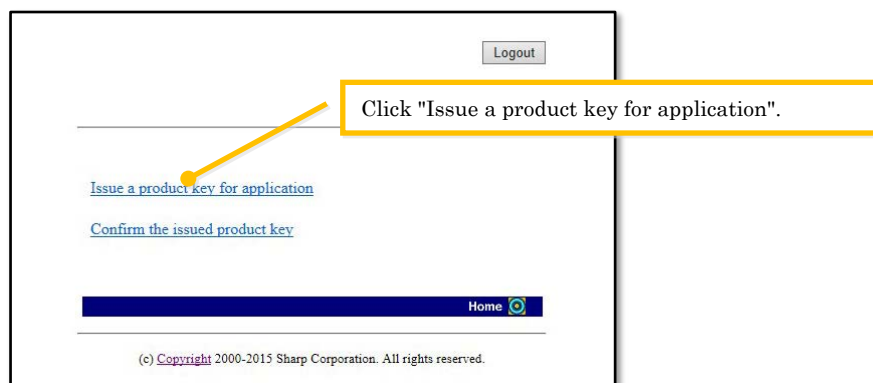 Logout
Click "Issue a product key for application".
Issue a product key for application
Confirm the issued product key
Home
(c) Copyright 2000-2015 Sharp Corporation. All rights reserved.